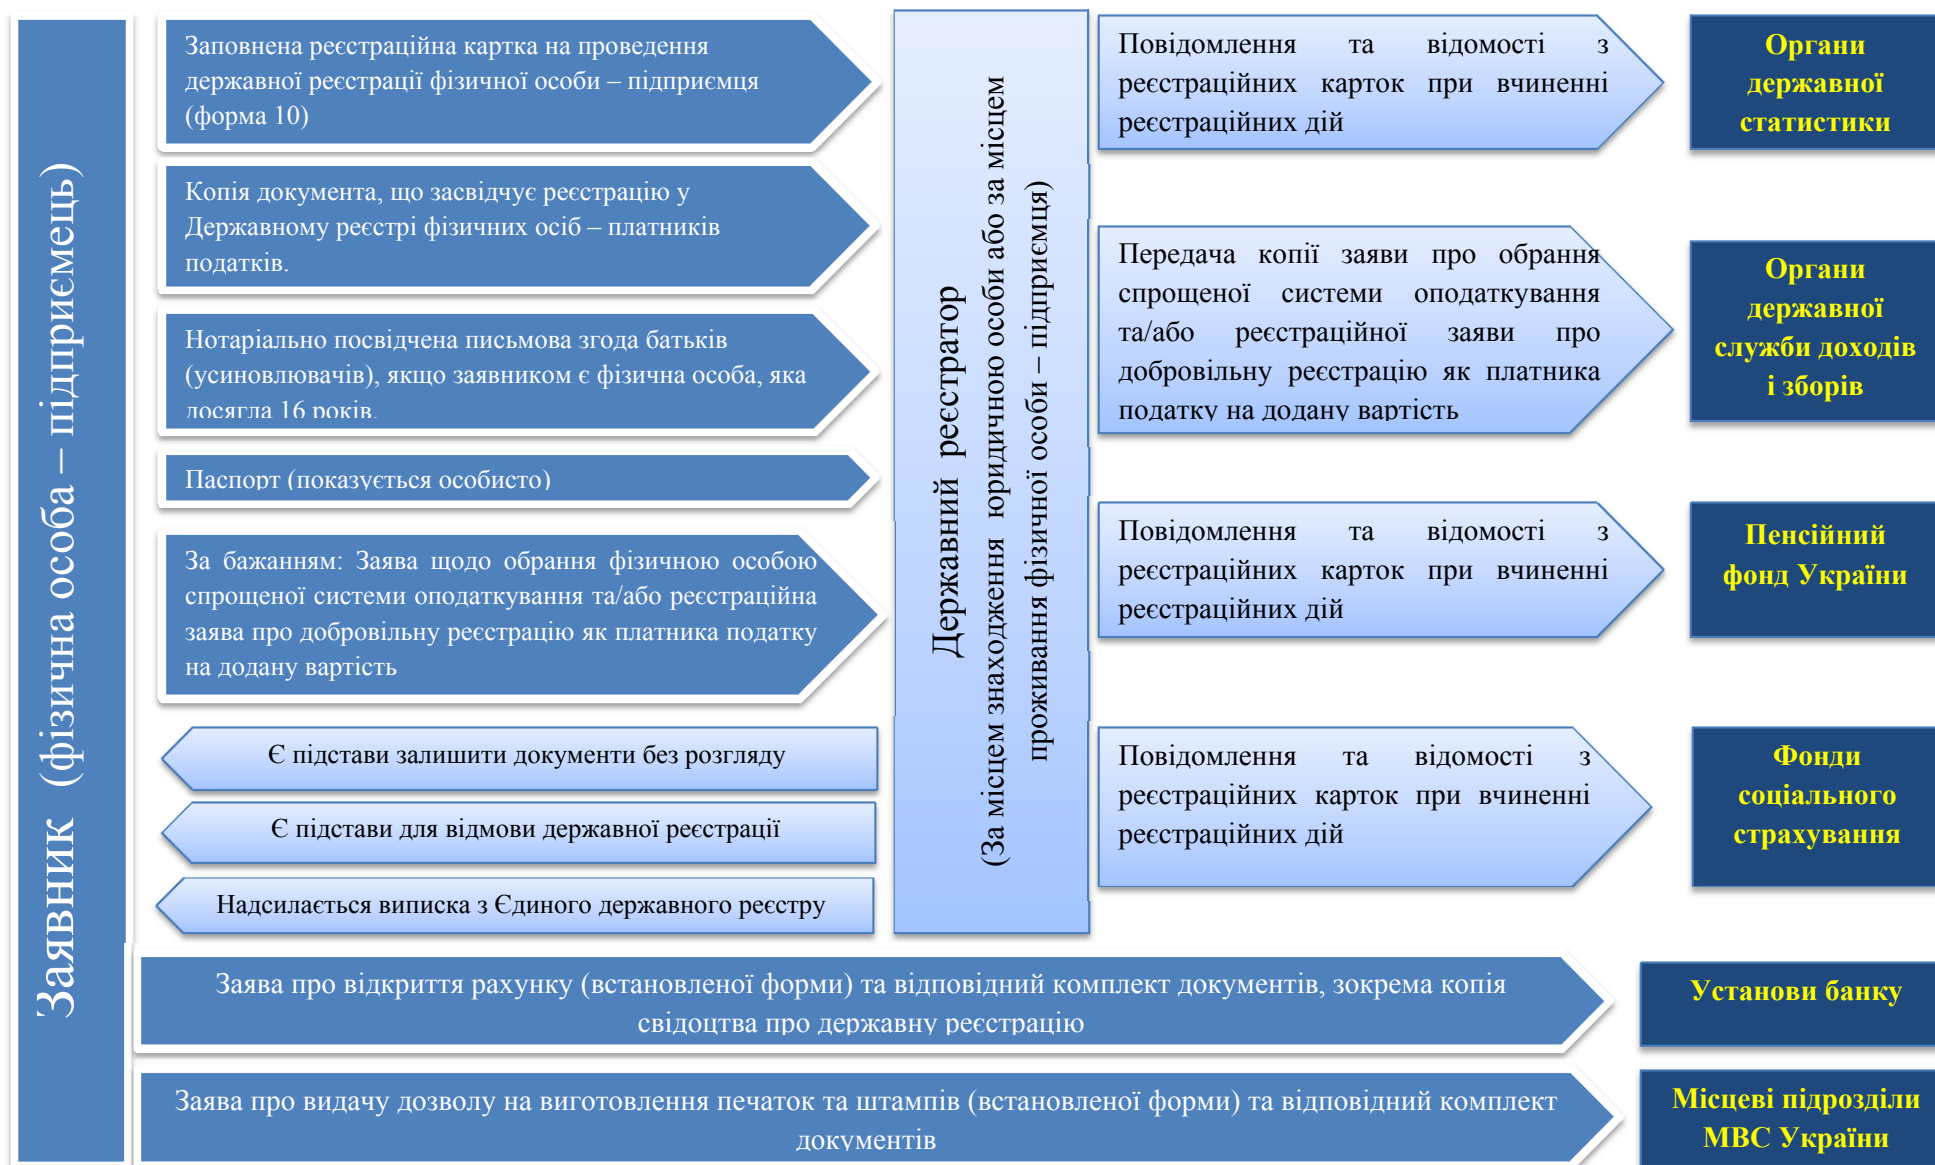 Заявник (фізична особа – підприємець)
Заповнена реєстраційна картка на проведення
державної реєстрації фізичної особи – підприємця
(форма 10)
Копія документа, що засвідчує реєстрацію у
Державному реєстрі фізичних осіб – платників
податків.
Нотаріально посвідчена письмова згода батьків
(усиновлювачів), якщо заявником є фізична особа, яка
досягла 16 років.
Паспорт (показується особисто)
За бажанням: Заява щодо обрання фізичною особою
спрощеної системи оподаткування та/або реєстраційна
заява про добровільну реєстрацію як платника податку
на додану вартість
Є підстави залишити документи без розгляду
Є підстави для відмови державної реєстрації
Надсилається виписка з Єдиного державного реєстру
Державний реєстратор
(За місцем знаходження юридичною особи або за місцем
проживання фізичної особи – підприємця)
Повідомлення та відомості з
реєстраційних карток при вчиненні
реєстраційних дій
Органи
державної
статистики
Передача копії заяви про обрання
спрощеної системи оподаткування
та/або реєстраційної заяви про
добровільну реєстрацію як платника
податку на додану вартість
Органи
державної
служби доходів
і зборів
Повідомлення та відомості з
реєстраційних карток при вчиненні
реєстраційних дій
Пенсійний
фонд України
Повідомлення та відомості з
реєстраційних карток при вчиненні
реєстраційних дій
Фонди
соціального
страхування
Заява про відкриття рахунку (встановленої форми) та відповідний комплект документів, зокрема копія
свідоцтва про державну реєстрацію
Установи банку
Заява про видачу дозволу на виготовлення печаток та штампів (встановленої форми) та відповідний комплект
документів
Місцеві підрозділи
МВС України